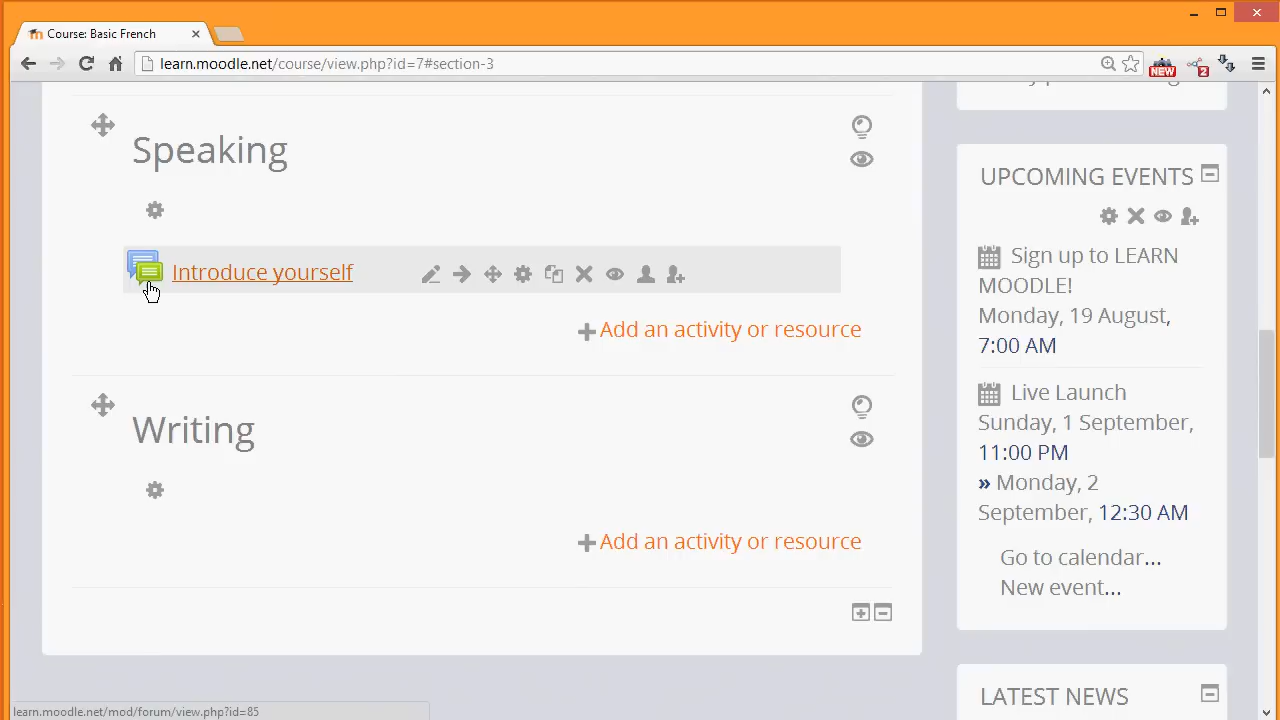 Course: Basic French
learn.moodle.net/course/view.php?id=7#section-3
NEW
2
Speaking
Introduce yourself
Add an activity or resource
Writing
Add an activity or resource
UPCOMING EVENTS
Sign up to LEARN
MOODLE!
Monday, 19 August,
7:00 AM
Live Launch
Sunday, 1 September,
11:00 PM
» Monday, 2
September, 12:30 AM
Go to calendar...
New event...
LATEST NEWS
learn.moodle.net/mod/forum/view.php?id=85